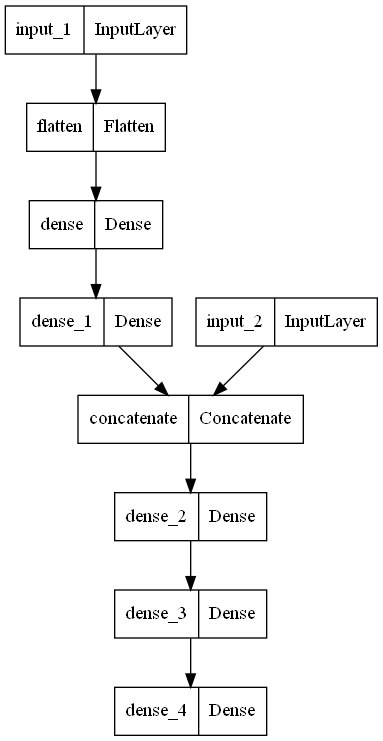 input_1 InputLayer
flatten Flatten
dense Dense
dense_1 Dense
input_2 InputLayer
concatenate Concatenate
dense_2 Dense
dense_3 Dense
dense_4 Dense